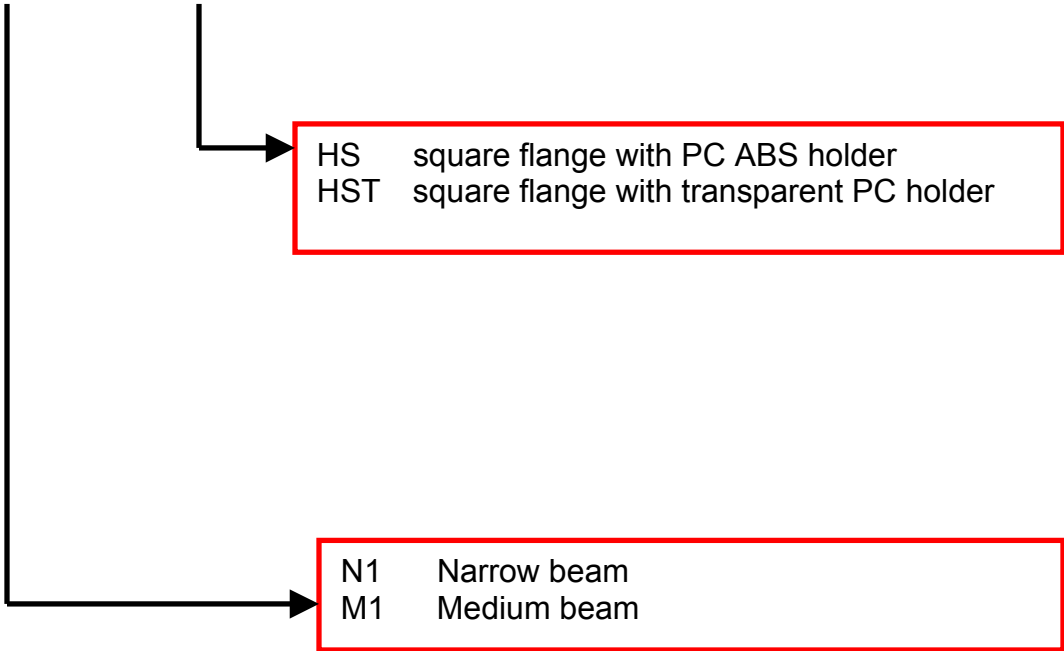 HS square flange with PC ABS holder
HST square flange with transparent PC holder
N1 Narrow beam
M1 Medium beam